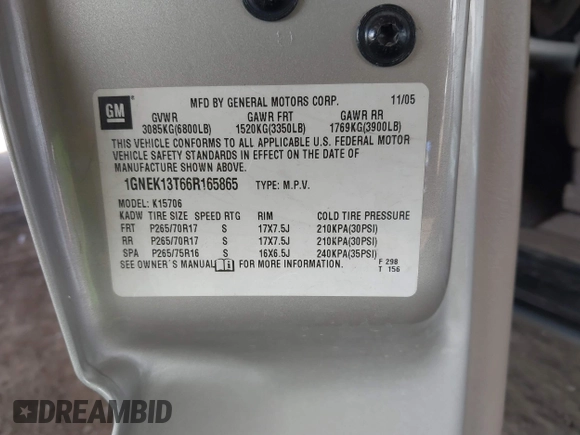 GM
MFD BY GENERAL MOTORS CORP. 11/05
GVWR GAWR FRT GAWR RR
3085KG(6800LB) 1520KG(3350LB) 1769KG(3900LB)
THIS VEHICLE CONFORMS TO ALL APPLICABLE U.S. FEDERAL MOTOR
VEHICLE SAFETY STANDARDS IN EFFECT ON THE DATE OF
MANUFACTURE SHOWN ABOVE.
1GNEK13T66R165865 TYPE: M.P.V.
MODEL: K15706
KADW TIRE SIZE SPEED RTG RIM COLD TIRE PRESSURE
FRT P265/70R17 S 17X7.5J 210KPA(30PSI)
RR P265/70R17 S 17X7.5J 210KPA(30PSI)
SPA P265/75R16 S 16X6.5J 240KPA(35PSI)
SEE OWNER'S MANUAL FOR MORE INFORMATION. F 298
T 156
DREAMBID